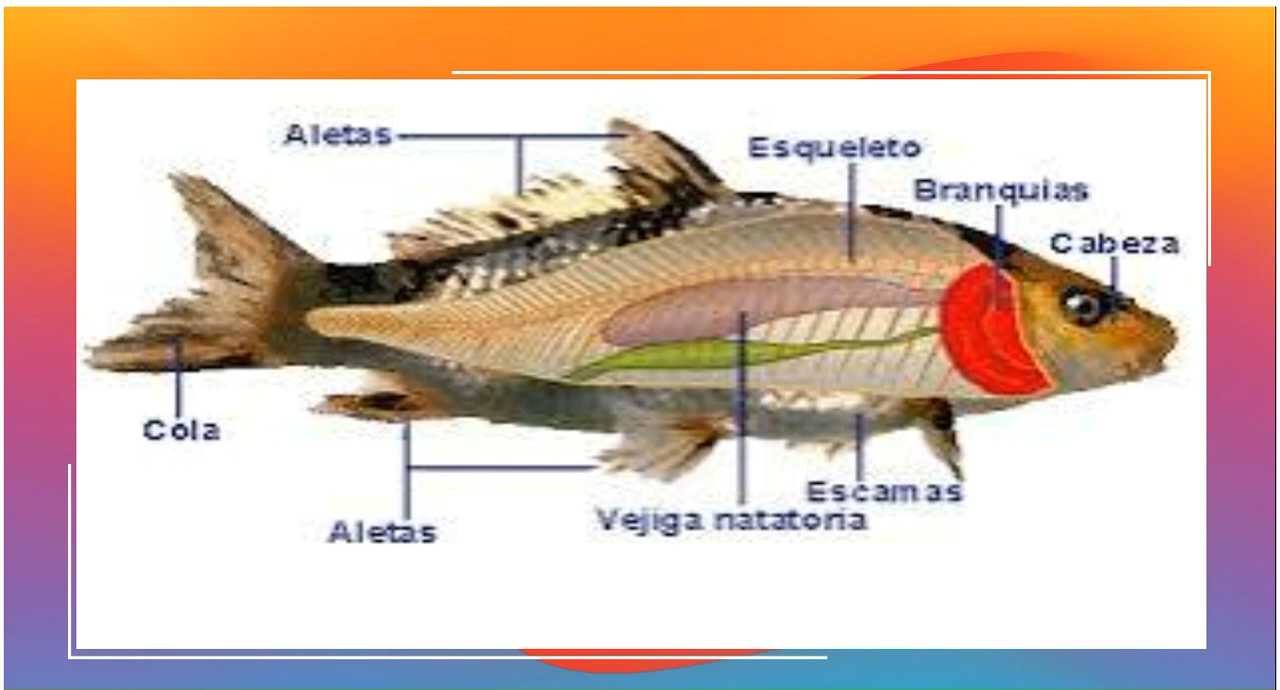 Aletas
Esqueleto
Branquias
Cabeza
Cola
Escamas
Vejiga natatoria
Aletas